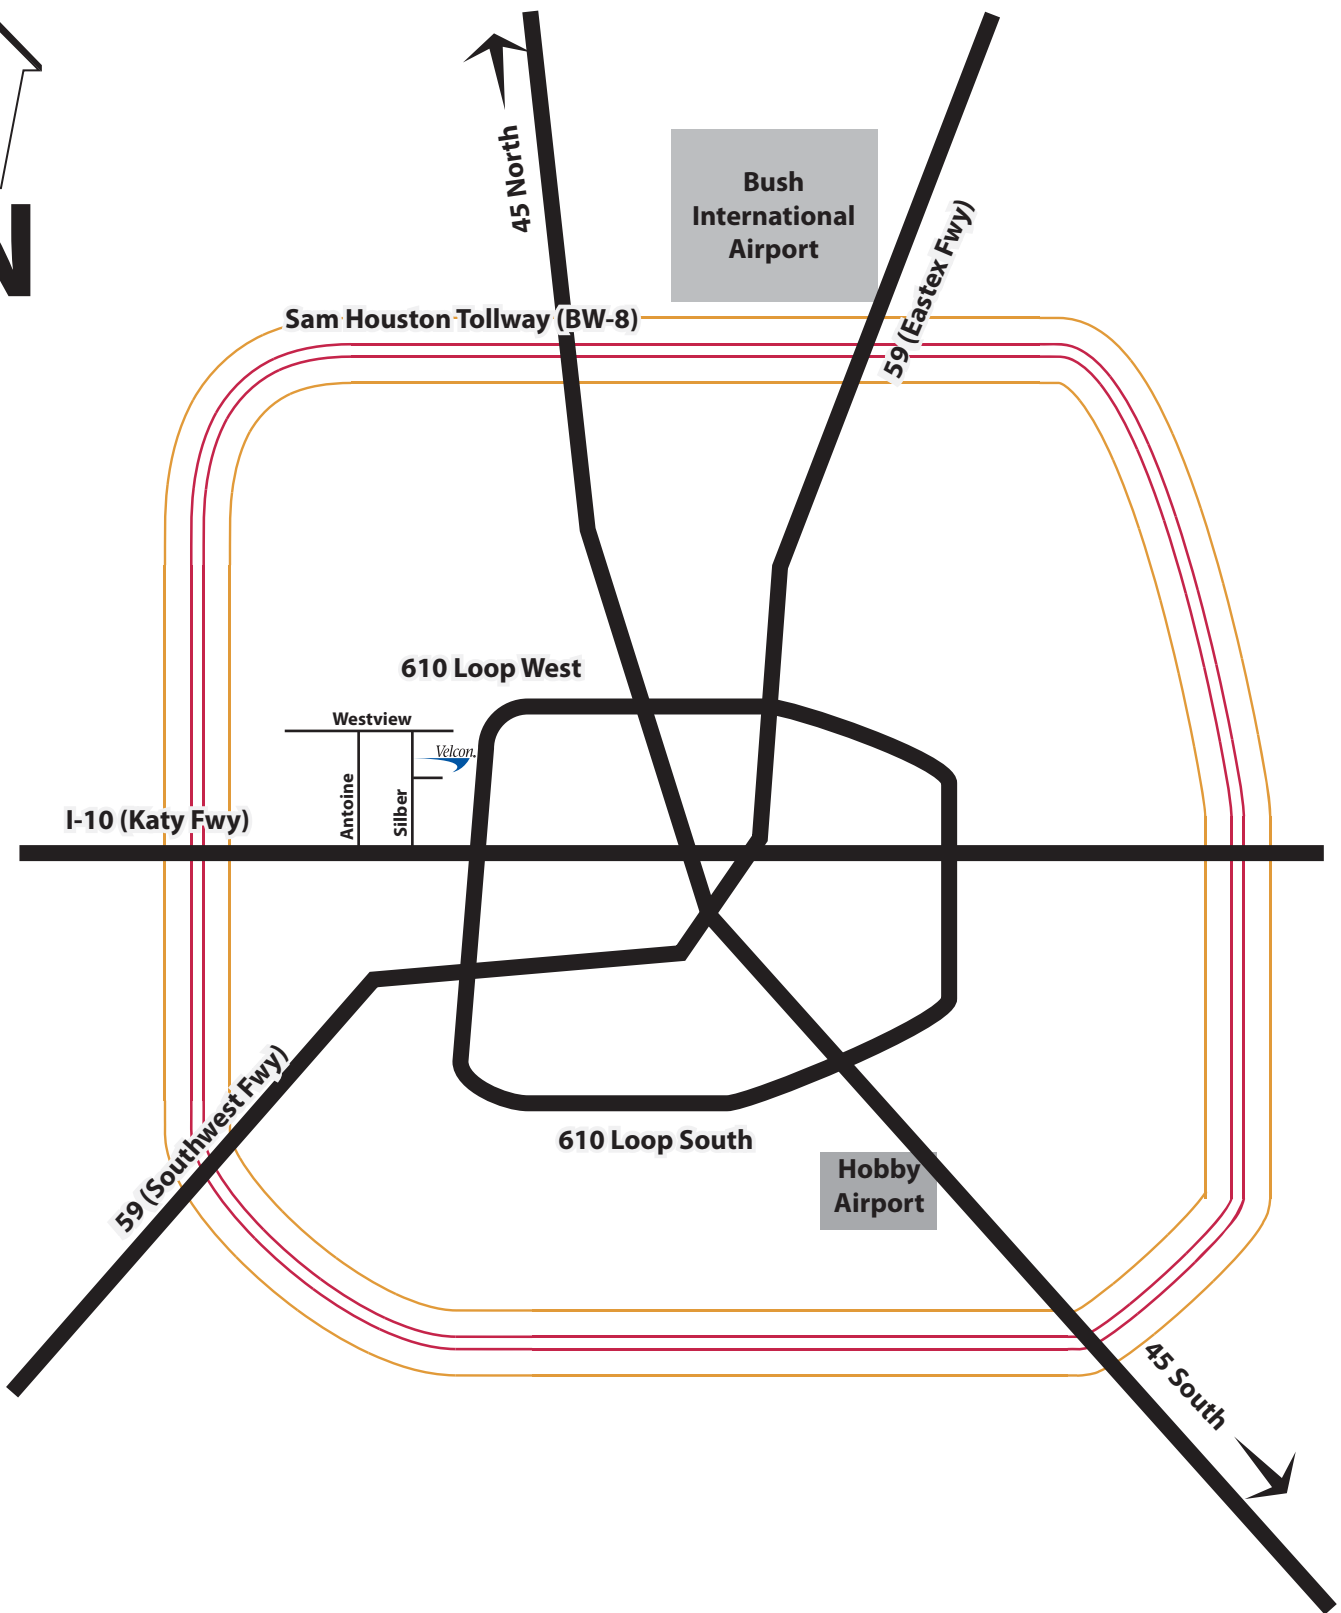 45 North
Bush
International
Airport
N
59 (Eastex Fwy)
Sam Houston Tollway (BW-8)
610 Loop West
Westview
Velcon
Antoine
Silber
I-10 (Katy Fwy)
59 (Southwest Fwy)
610 Loop South
Hobby
Airport
45 South